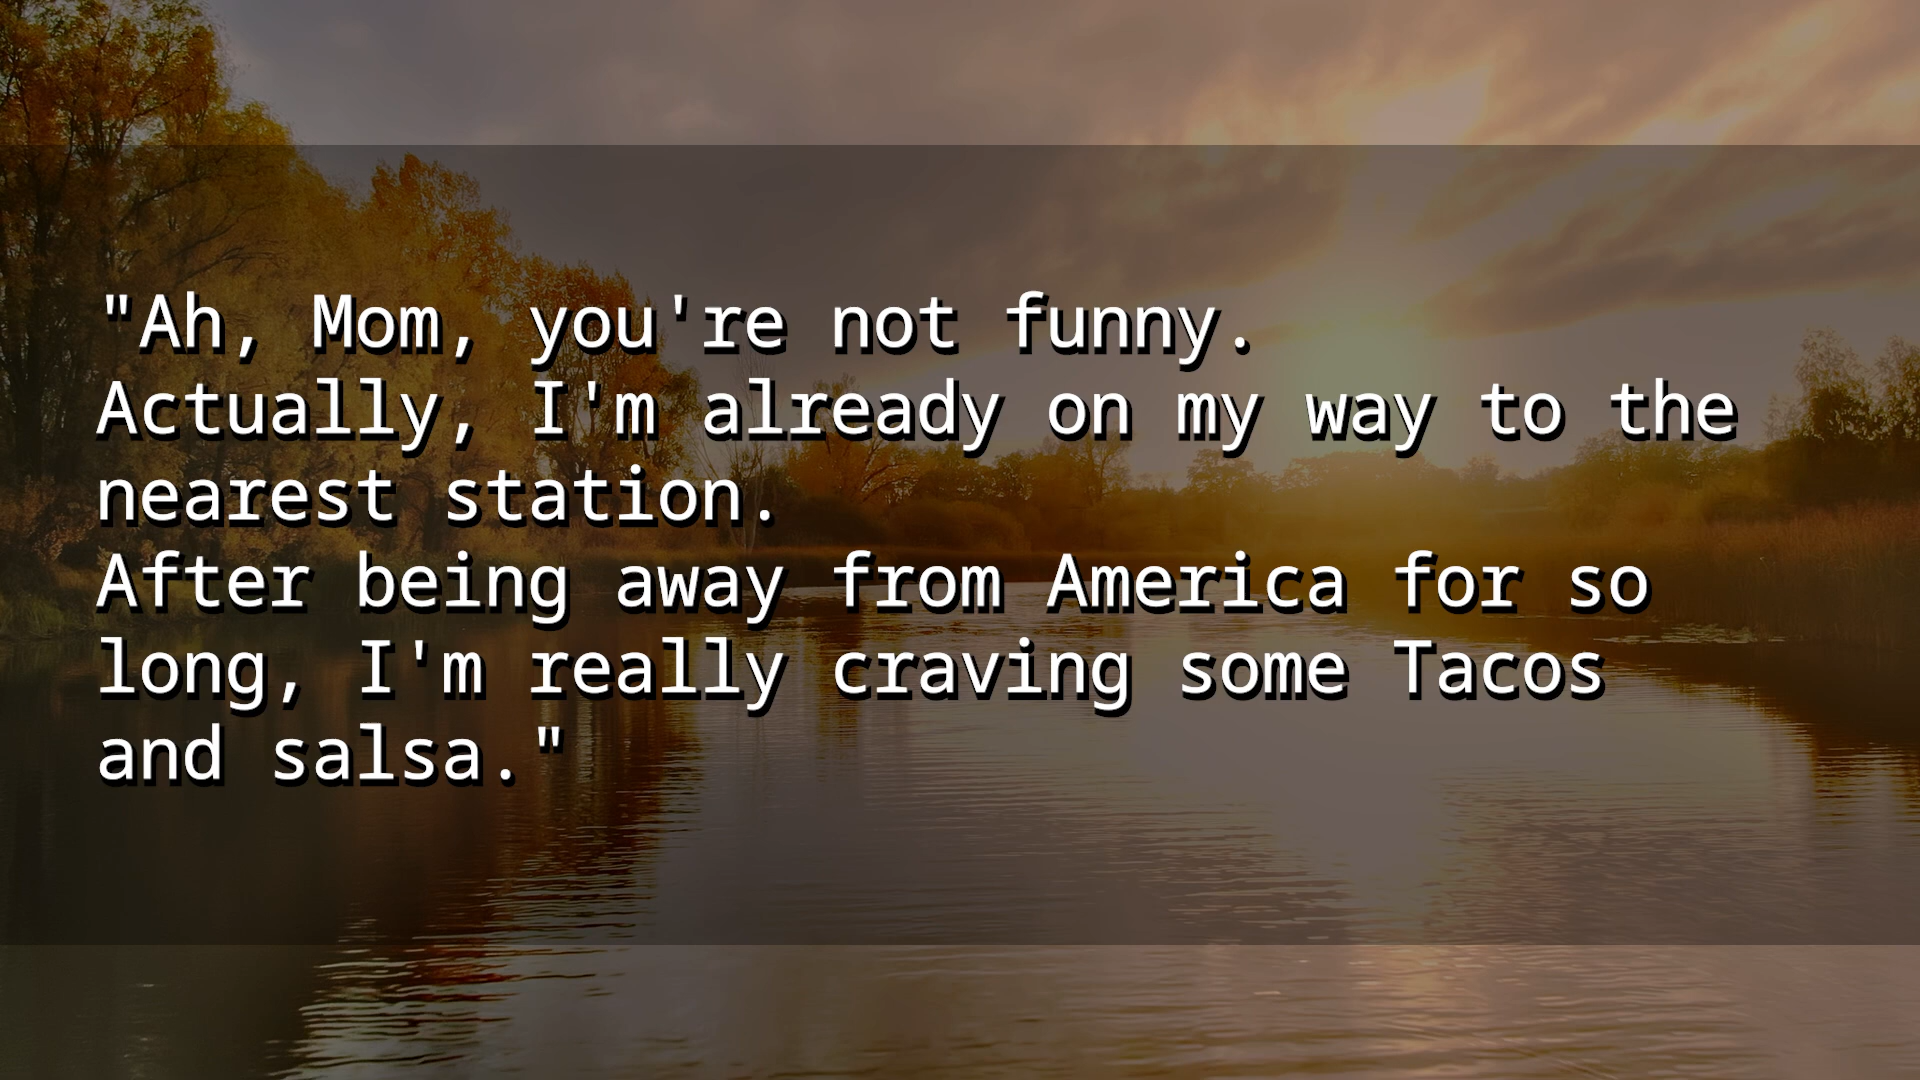 "Ah, Mom, you're not funny.
Actually, I'm already on my way to the
nearest station.
After being away from America for so
long, I'm really craving some Tacos
and salsa."